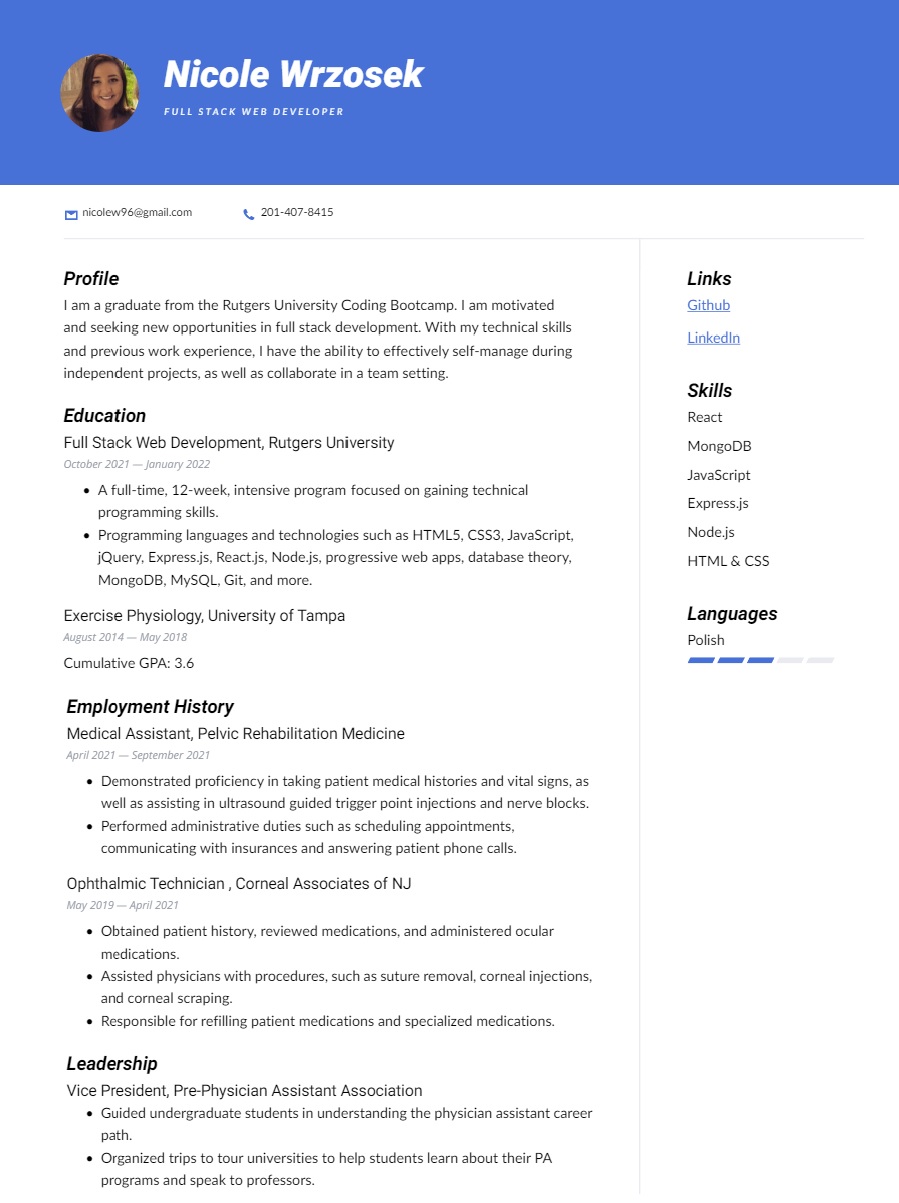 Nicole Wrzosek
FULL STACK WEB DEVELOPER
nicolew96@gmail.com
201-407-8415
Profile
I am a graduate from the Rutgers University Coding Bootcamp. I am motivated
and seeking new opportunities in full stack development. With my technical skills
and previous work experience, I have the ability to effectively self-manage during
independent projects, as well as collaborate in a team setting.
Education
Full Stack Web Development, Rutgers University
October 2021 — January 2022
• A full-time, 12-week, intensive program focused on gaining technical
programming skills.
• Programming languages and technologies such as HTML5, CSS3, JavaScript,
jQuery, Express.js, React.js, Node.js, progressive web apps, database theory,
MongoDB, MySQL, Git, and more.
Exercise Physiology, University of Tampa
August 2014 — May 2018
Cumulative GPA: 3.6
Employment History
Medical Assistant, Pelvic Rehabilitation Medicine
April 2021 — September 2021
• Demonstrated proficiency in taking patient medical histories and vital signs, as
well as assisting in ultrasound guided trigger point injections and nerve blocks.
• Performed administrative duties such as scheduling appointments,
communicating with insurances and answering patient phone calls.
Ophthalmic Technician , Corneal Associates of NJ
May 2019 — April 2021
• Obtained patient history, reviewed medications, and administered ocular
medications.
• Assisted physicians with procedures, such as suture removal, corneal injections,
and corneal scraping.
• Responsible for refilling patient medications and specialized medications.
Leadership
Vice President, Pre-Physician Assistant Association
• Guided undergraduate students in understanding the physician assistant career
path.
• Organized trips to tour universities to help students learn about their PA
programs and speak to professors.
Links
Github
LinkedIn
Skills
React
MongoDB
JavaScript
Express.js
Node.js
HTML & CSS
Languages
Polish